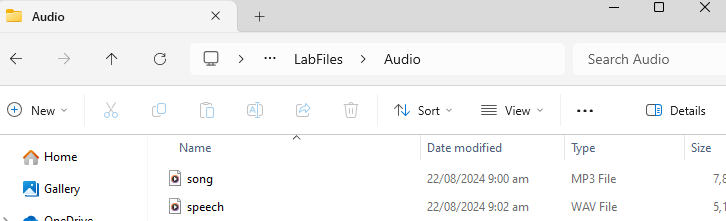 Audio
LabFiles Audio
Search Audio
New
Sort
View
Details
Name Date modified Type Size
Home
Gallery
OneDrive
song 22/08/2024 9:00 am MP3 File 7,8
speech 22/08/2024 9:02 am WAV File 5,1